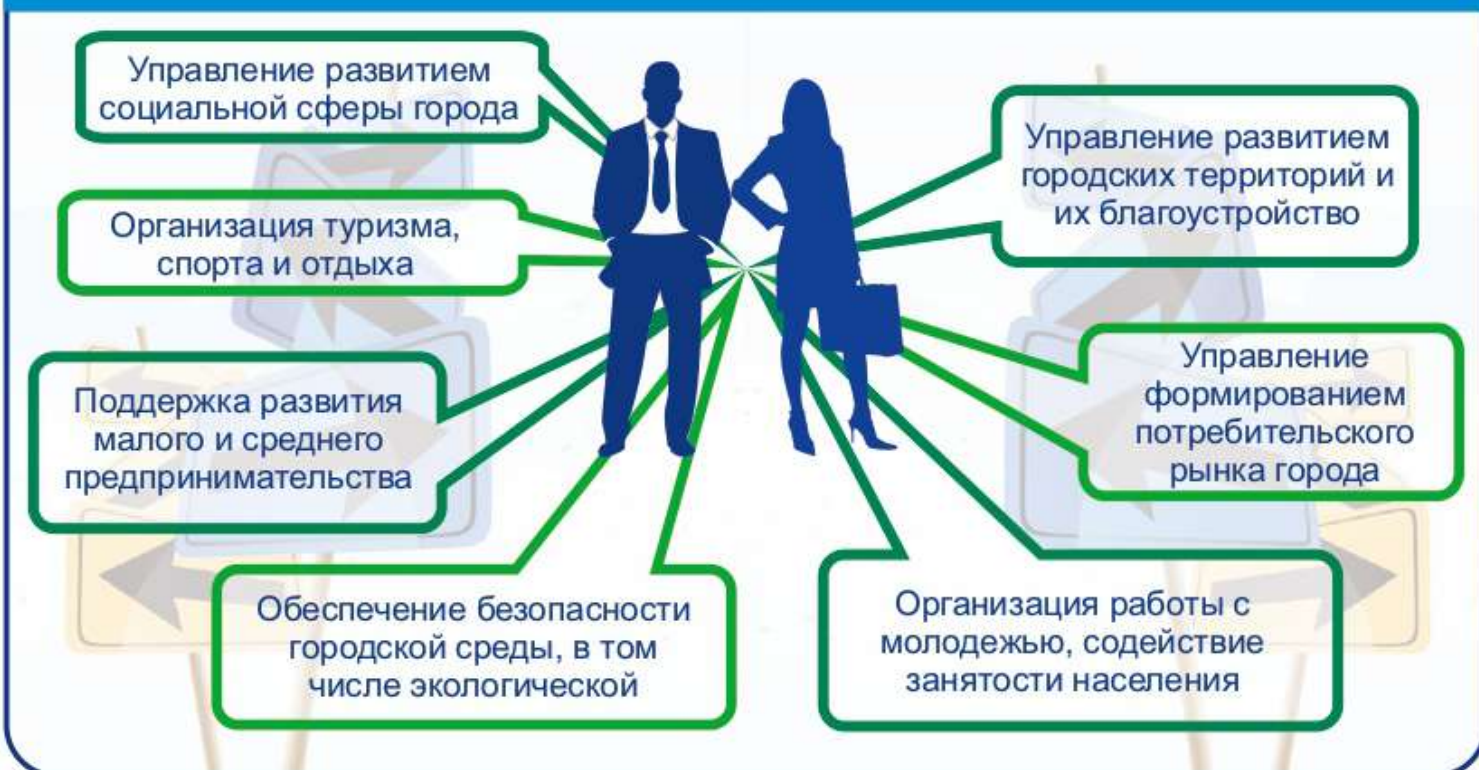 Управление развитием
социальной сферы города
Организация туризма,
спорта и отдыха
Поддержка развития
малого и среднего
предпринимательства
Обеспечение безопасности
городской среды, в том
числе экологической
Управление развитием
городских территорий и
их благоустройство
Управление
формированием
потребительского
рынка города
Организация работы с
молодежью, содействие
занятости населения